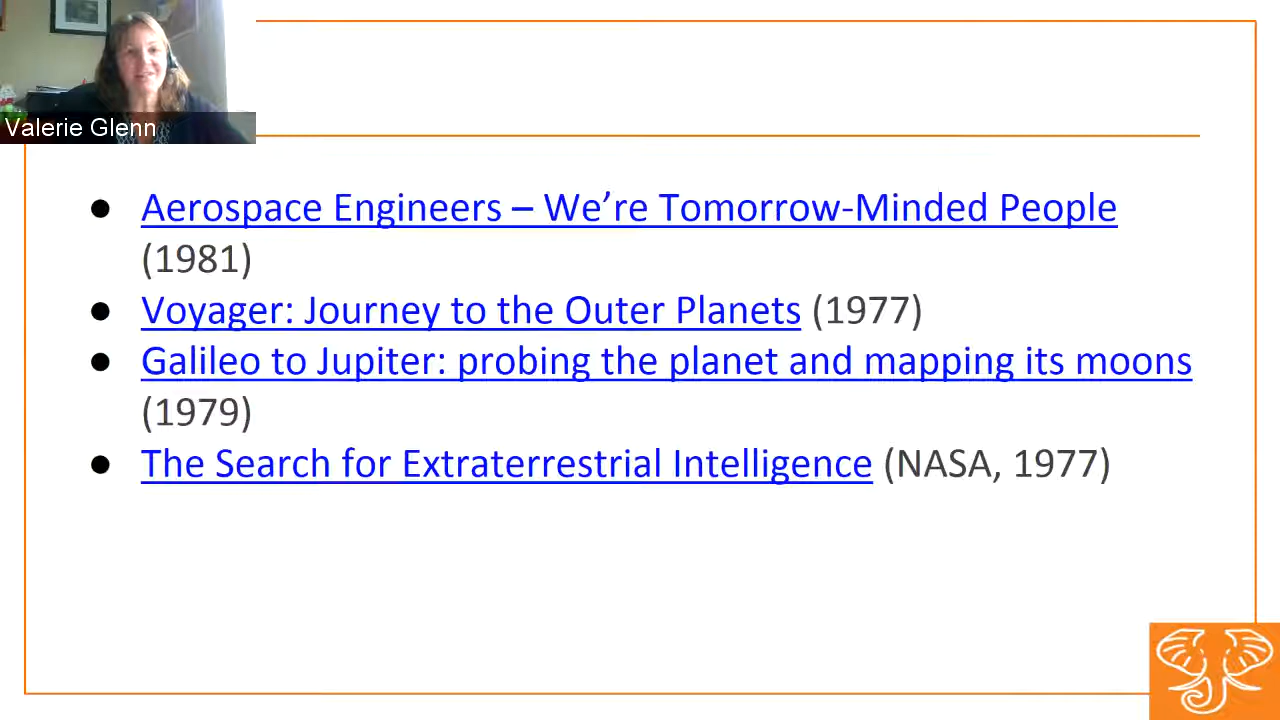 Valerie Glenn
● Aerospace Engineers – We’re Tomorrow-Minded People
(1981)
● Voyager: Journey to the Outer Planets (1977)
● Galileo to Jupiter: probing the planet and mapping its moons
(1979)
● The Search for Extraterrestrial Intelligence (NASA, 1977)